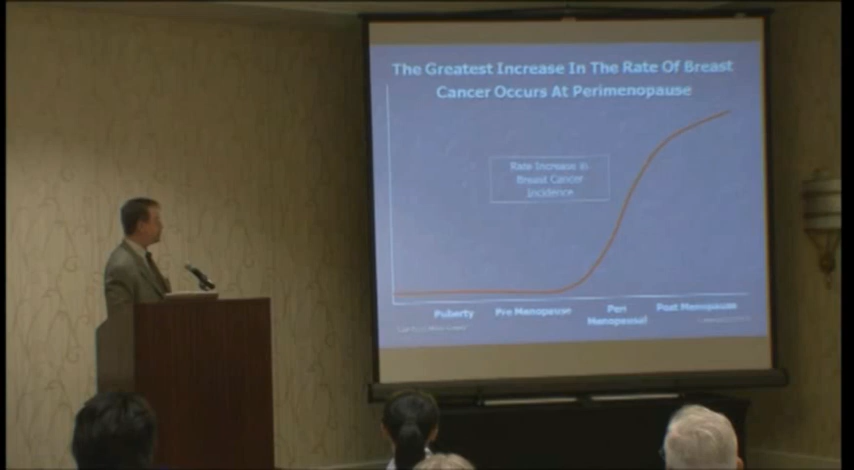 The Greatest Increase In The Rate Of Breast
Cancer Occurs At Perimenopause
Rate Increase in
Breast Cancer
Incidence
Puberty
Pre Menopause
Peri
Menopausal
Post Menopause